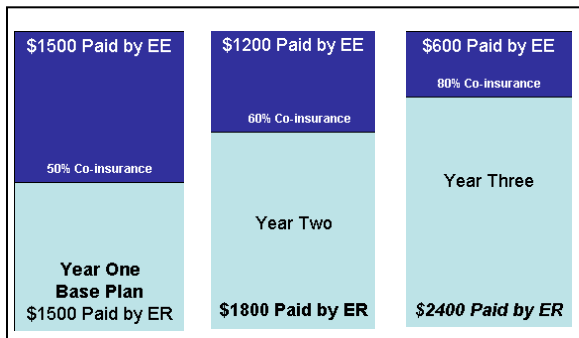 $1500 Paid by EE
50% Co-insurance
Year One
Base Plan
$1500 Paid by ER
$1200 Paid by EE
60% Co-insurance
Year Two
$1800 Paid by ER
$600 Paid by EE
80% Co-insurance
Year Three
$2400 Paid by ER